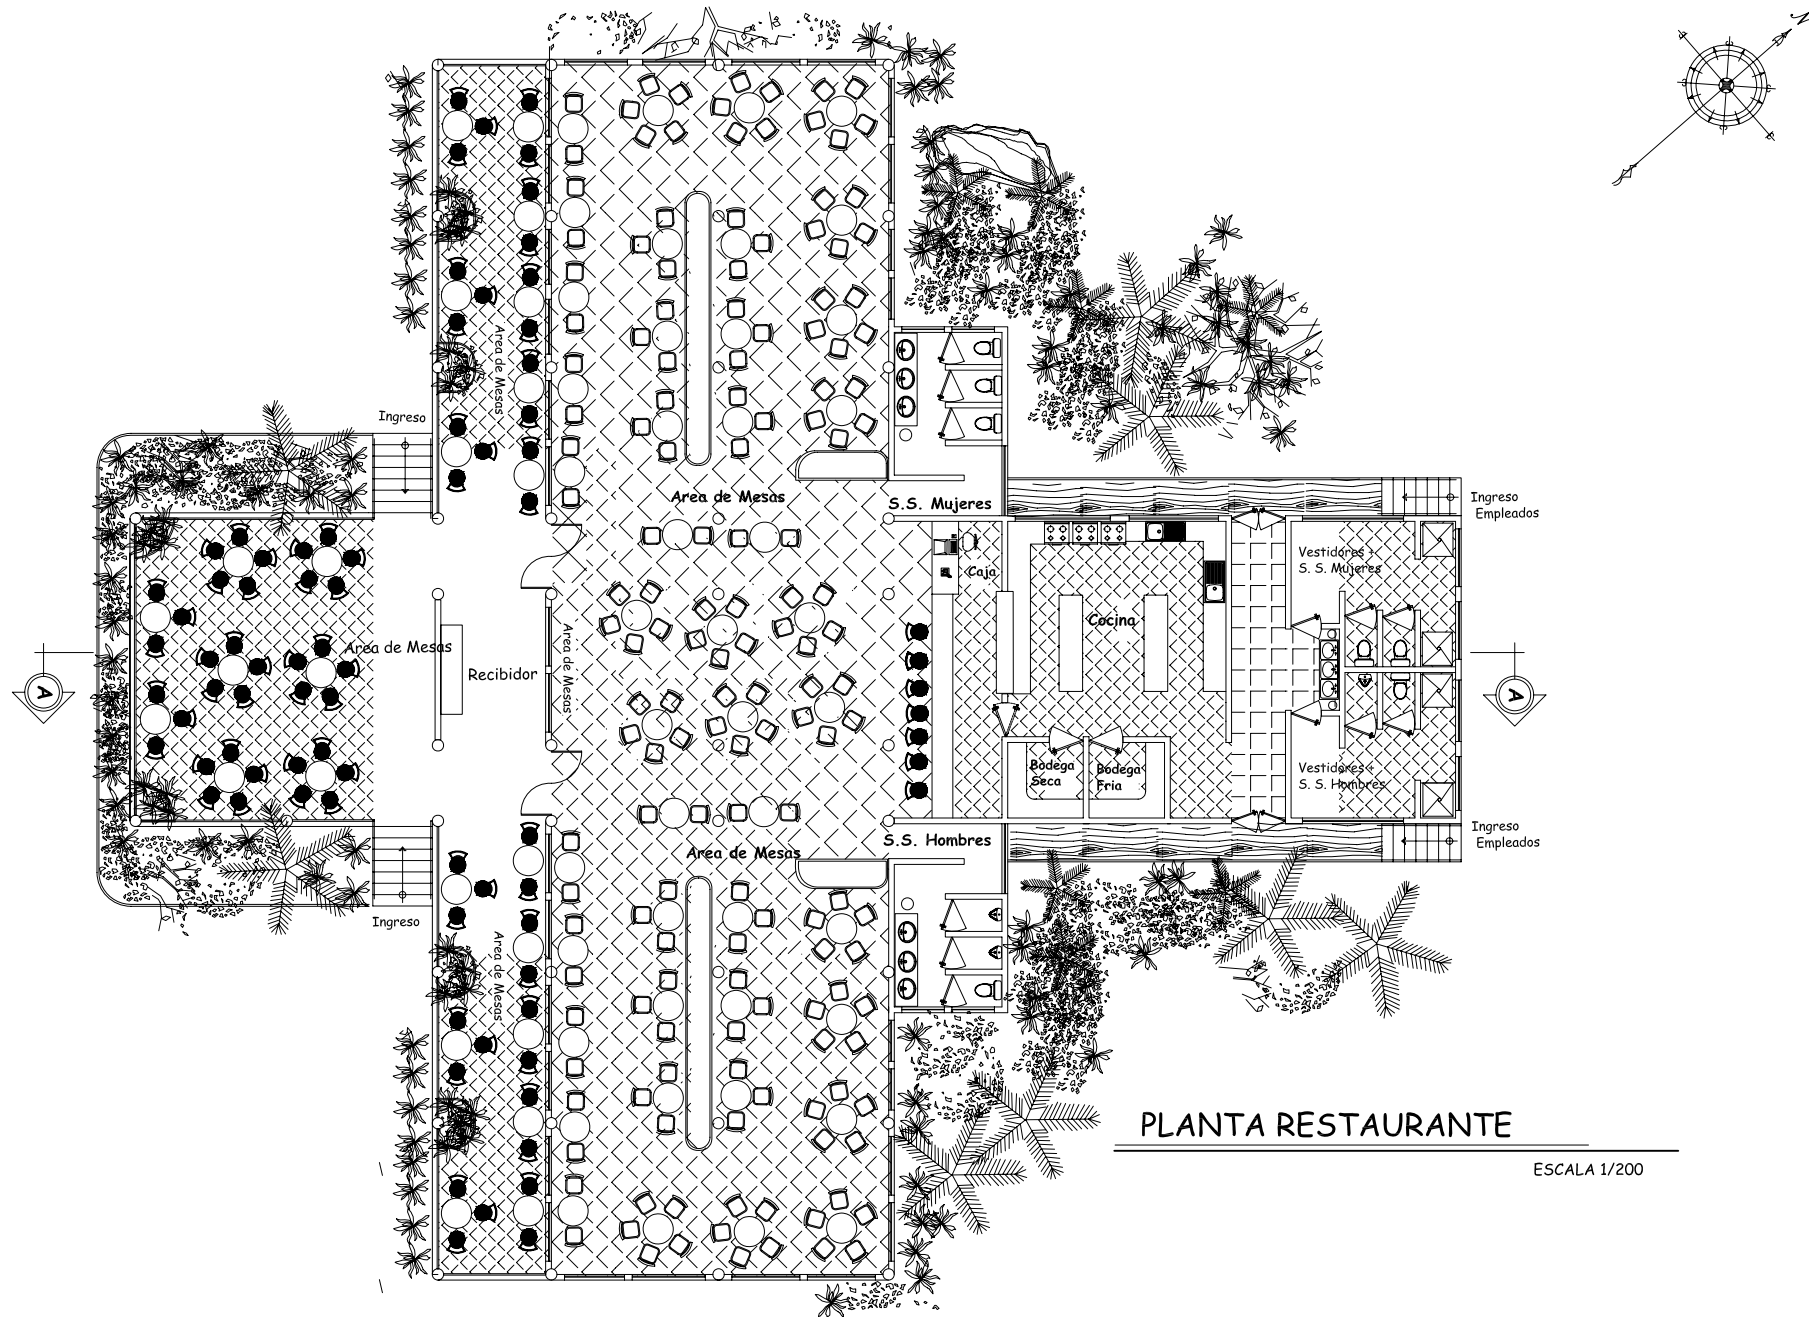 N
Area de Mesas
Ingreso
Area de Mesas
S.S. Mujeres
Ingreso
Empleados
Vestidores +
S. S. Mujeres
Caja
Cocina
Area de Mesas
Recibidor
Area de Mesas
A
A
Bodega
Seca
Bodega
Fria
Vestidores +
S. S. Hombres
Ingreso
Empleados
S.S. Hombres
Area de Mesas
Ingreso
Area de Mesas
PLANTA RESTAURANTE
ESCALA 1/200